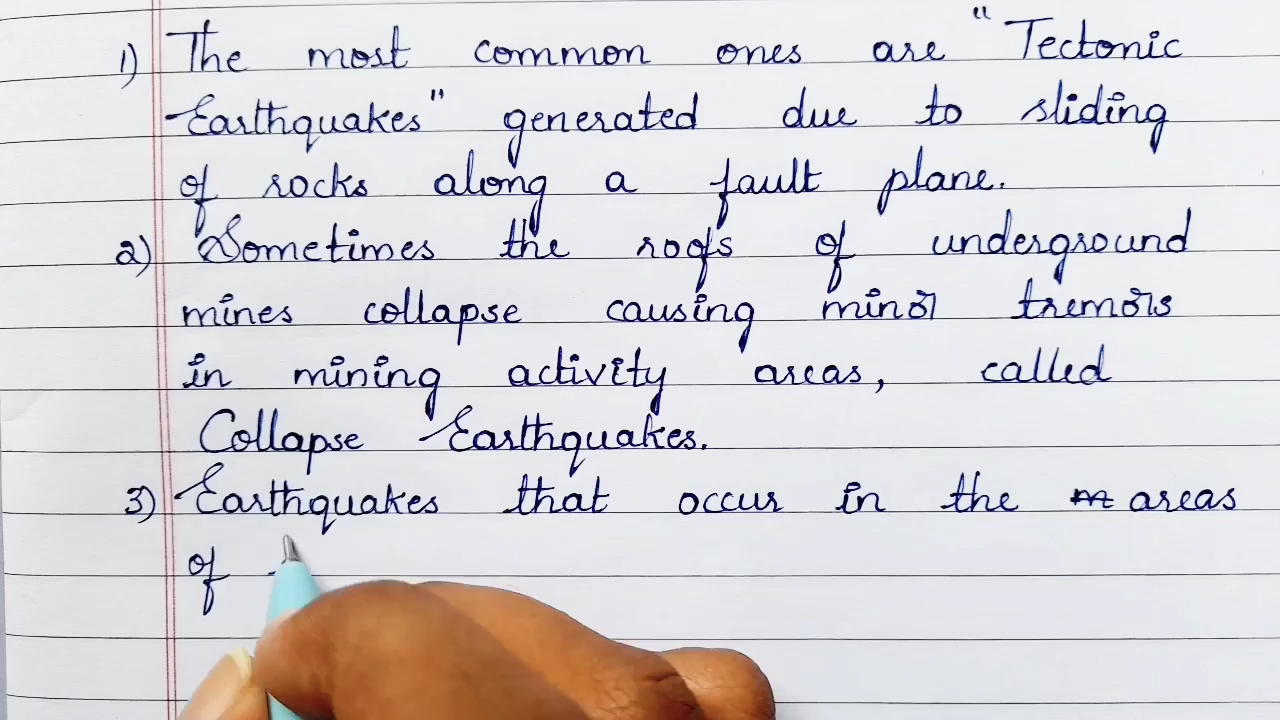 1) The most common ones are "Tectonic
Earthquakes" generated due to sliding
of rocks along a fault plane.
2) Sometimes the roofs of underground
mines collapse causing minor tremors
in mining activity areas, called
Collapse Earthquakes.
3) Earthquakes that occur in the areas
of